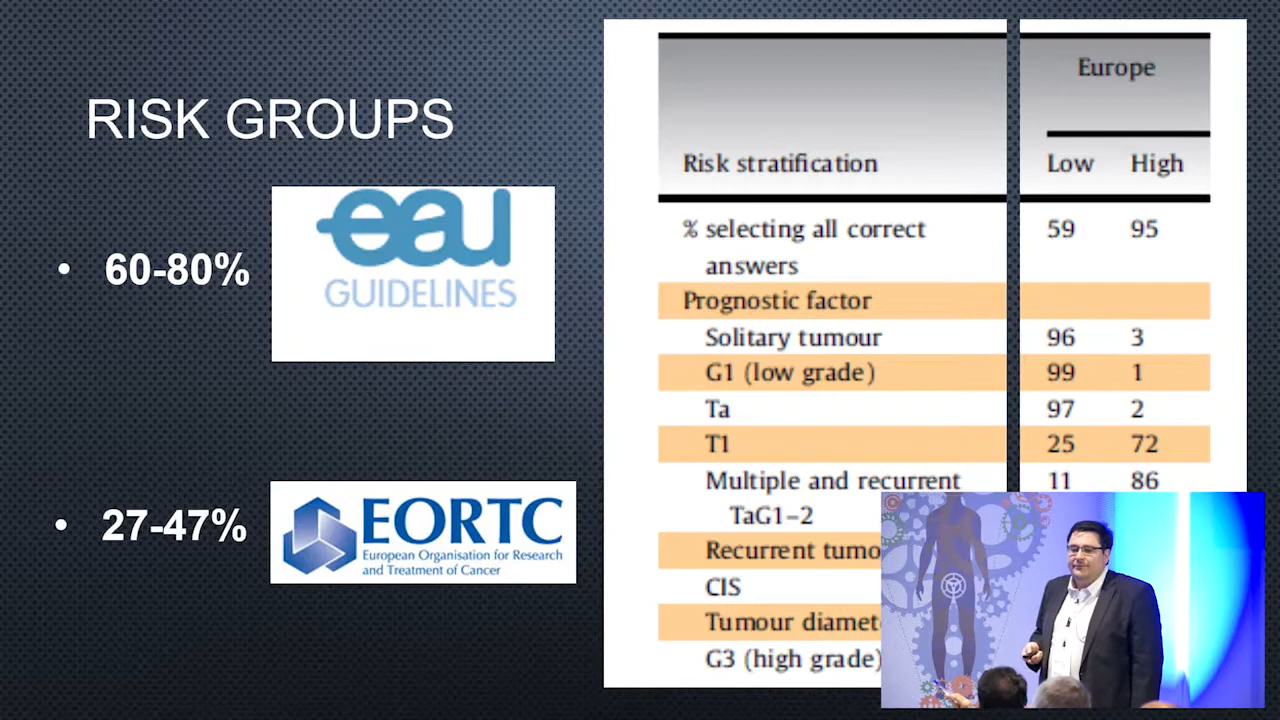 RISK GROUPS
• 60-80%
eau
GUIDELINES
• 27-47%
EORTC
European Organisation for Research
and Treatment of Cancer
Europe
Risk stratification Low High
% selecting all correct 59 95
answers
Prognostic factor
Solitary tumour 96 3
G1 (low grade) 99 1
Ta 97 2
T1 25 72
Multiple and recurrent 11 86
TaG1–2
Recurrent
CIS
Tumour
G3 (high grade)